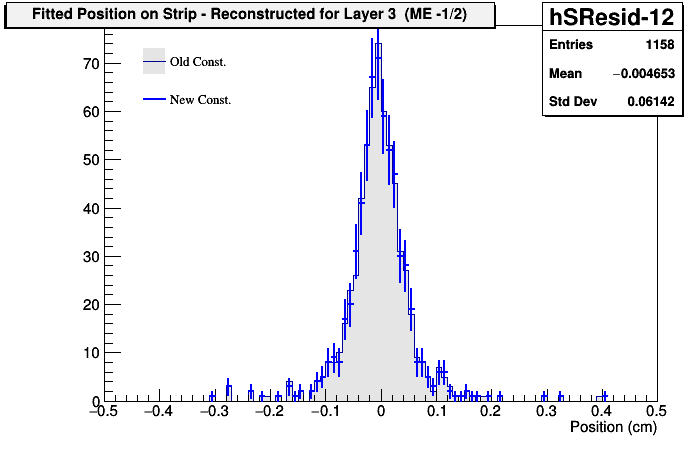 Fitted Position on Strip - Reconstructed for Layer 3 (ME -1/2)
hSResid-12
Entries 1158
Mean −0.004653
Std Dev 0.06142
Old Const.
New Const.
70
60
50
40
30
20
10
0
−0.5 −0.4 −0.3 −0.2 −0.1 0 0.1 0.2 0.3 0.4 0.5
Position (cm)